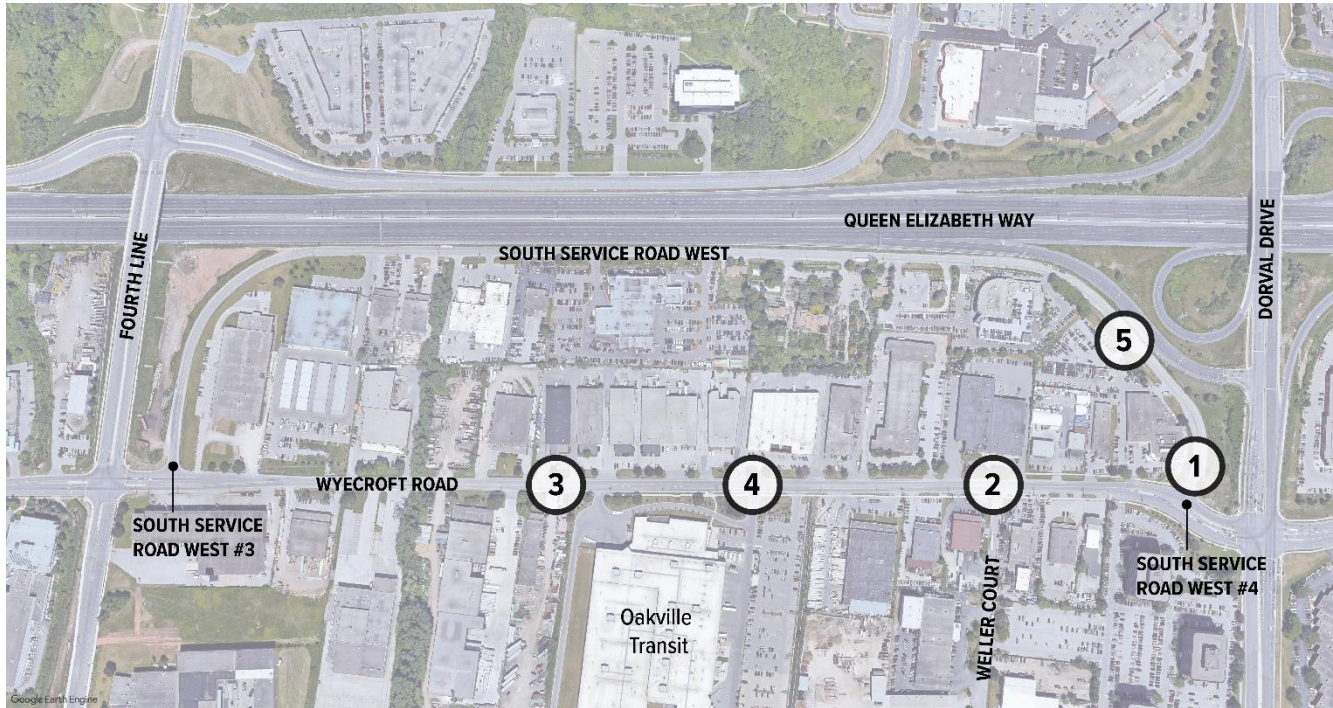 QUEEN ELIZABETH WAY
SOUTH SERVICE ROAD WEST
FOURTH LINE
DORVAL DRIVE
5
1
WYECROFT ROAD
3
4
2
SOUTH SERVICE
ROAD WEST #3
SOUTH SERVICE
ROAD WEST #4
WELLER COURT
Oakville
Transit
Google Earth Engine